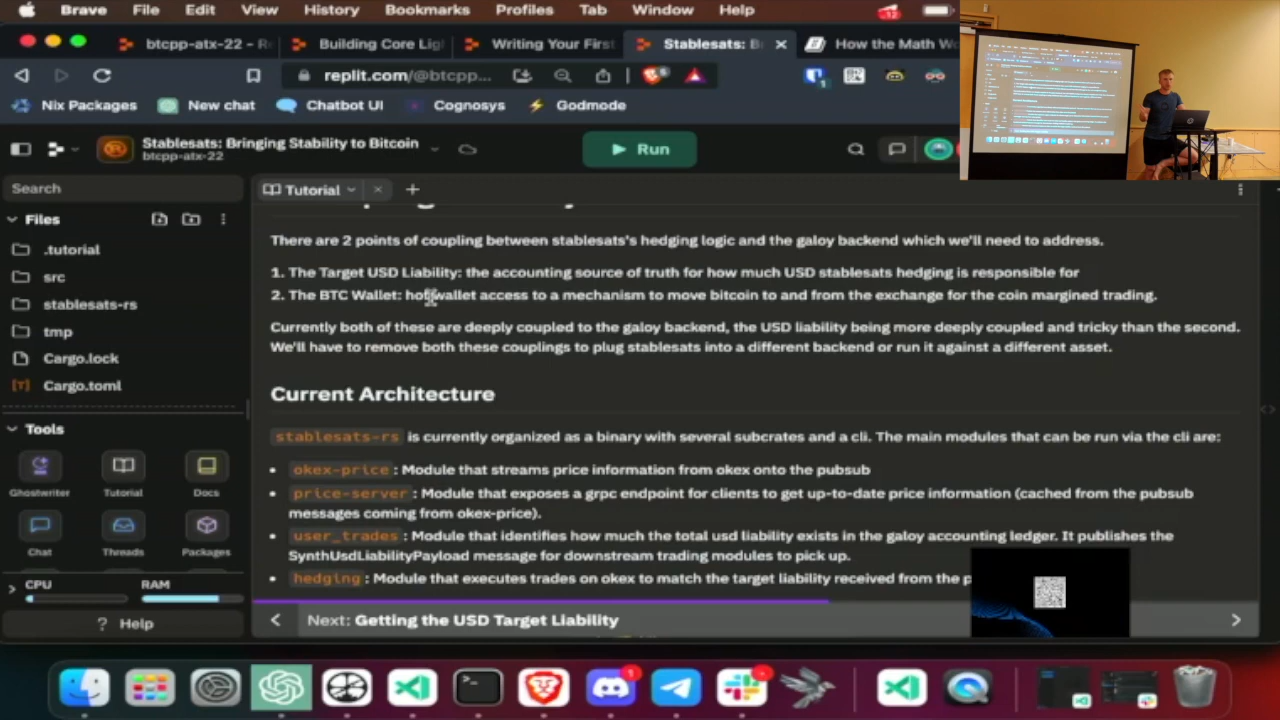 Brave File Edit View History Bookmarks Profiles Tab Window Help
btcpp-atx-22 - R Building Core Lig Writing Your First Stablesats: B How the Math Wo
replit.com/@btcpp...
Nix Packages New chat Chatbot UI Cognosys Godmode
Stablesats: Bringing Stability to Bitcoin
btcpp-atx-22
Run
Search
Tutorial
Files
.tutorial
src
stablesats-rs
tmp
Cargo.lock
Cargo.toml
Tools
Ghostwriter Tutorial Docs
Chat Threads Packages
CPU RAM
? Help
There are 2 points of coupling between stablesats's hedging logic and the galoy backend which we'll need to address.
1. The Target USD Liability: the accounting source of truth for how much USD stablesats hedging is responsible for
2. The BTC Wallet: hot wallet access to a mechanism to move bitcoin to and from the exchange for the coin margined trading.
Currently both of these are deeply coupled to the galoy backend, the USD liability being more deeply coupled and tricky than the second.
We'll have to remove both these couplings to plug stablesats into a different backend or run it against a different asset.
Current Architecture
stablesats-rs is currently organized as a binary with several subcrates and a cli. The main modules that can be run via the cli are:
• okex-price : Module that streams price information from okex onto the pubsub
• price-server : Module that exposes a grpc endpoint for clients to get up-to-date price information (cached from the pubsub
messages coming from okex-price).
• user_trades : Module that identifies how much the total usd liability exists in the galoy accounting ledger. It publishes the
SynthUsdLiabilityPayload message for downstream trading modules to pick up.
• hedging : Module that executes trades on okex to match the target liability received from the p
Next: Getting the USD Target Liability